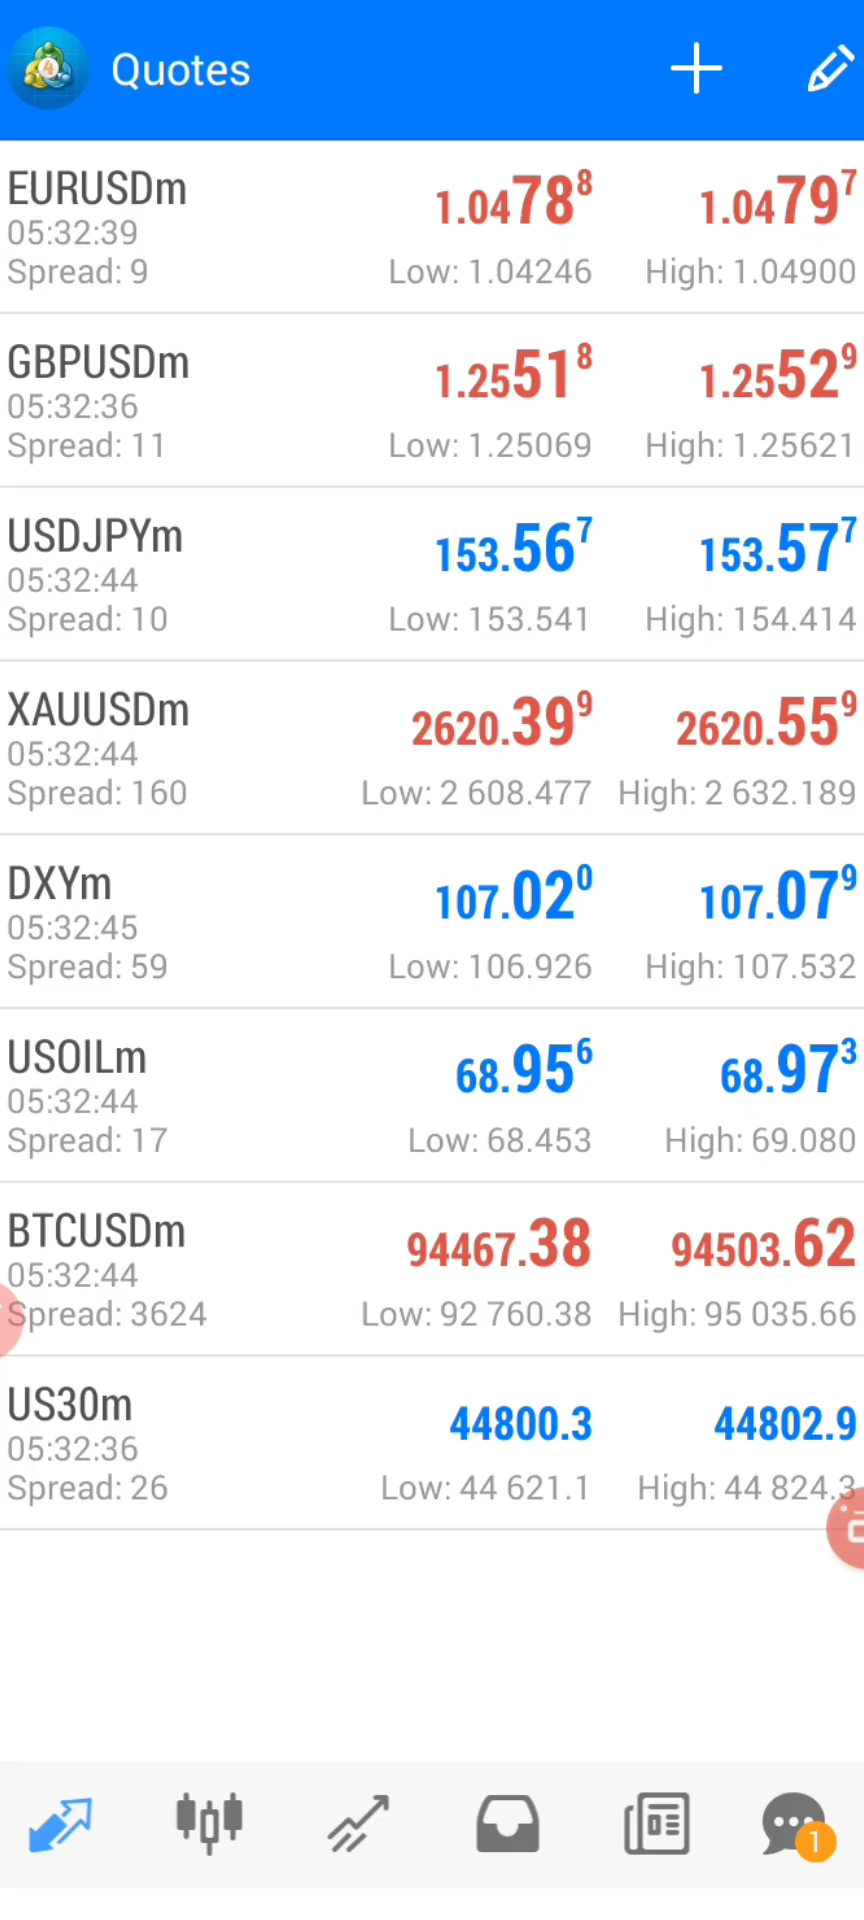 Quotes
EURUSDm 1.04788 1.04797
05:32:39
Spread: 9 Low: 1.04246 High: 1.04900
GBPUSDm 1.25518 1.25529
05:32:36
Spread: 11 Low: 1.25069 High: 1.25621
USDJPYm 153.567 153.577
05:32:44
Spread: 10 Low: 153.541 High: 154.414
XAUUSDm 2620.399 2620.559
05:32:44
Spread: 160 Low: 2 608.477 High: 2 632.189
DXYm 107.020 107.079
05:32:45
Spread: 59 Low: 106.926 High: 107.532
USOILm 68.956 68.973
05:32:44
Spread: 17 Low: 68.453 High: 69.080
BTCUSDm 94467.38 94503.62
05:32:44
Spread: 3624 Low: 92 760.38 High: 95 035.66
US30m 44800.3 44802.9
05:32:36
Spread: 26 Low: 44 621.1 High: 44 824.3
1